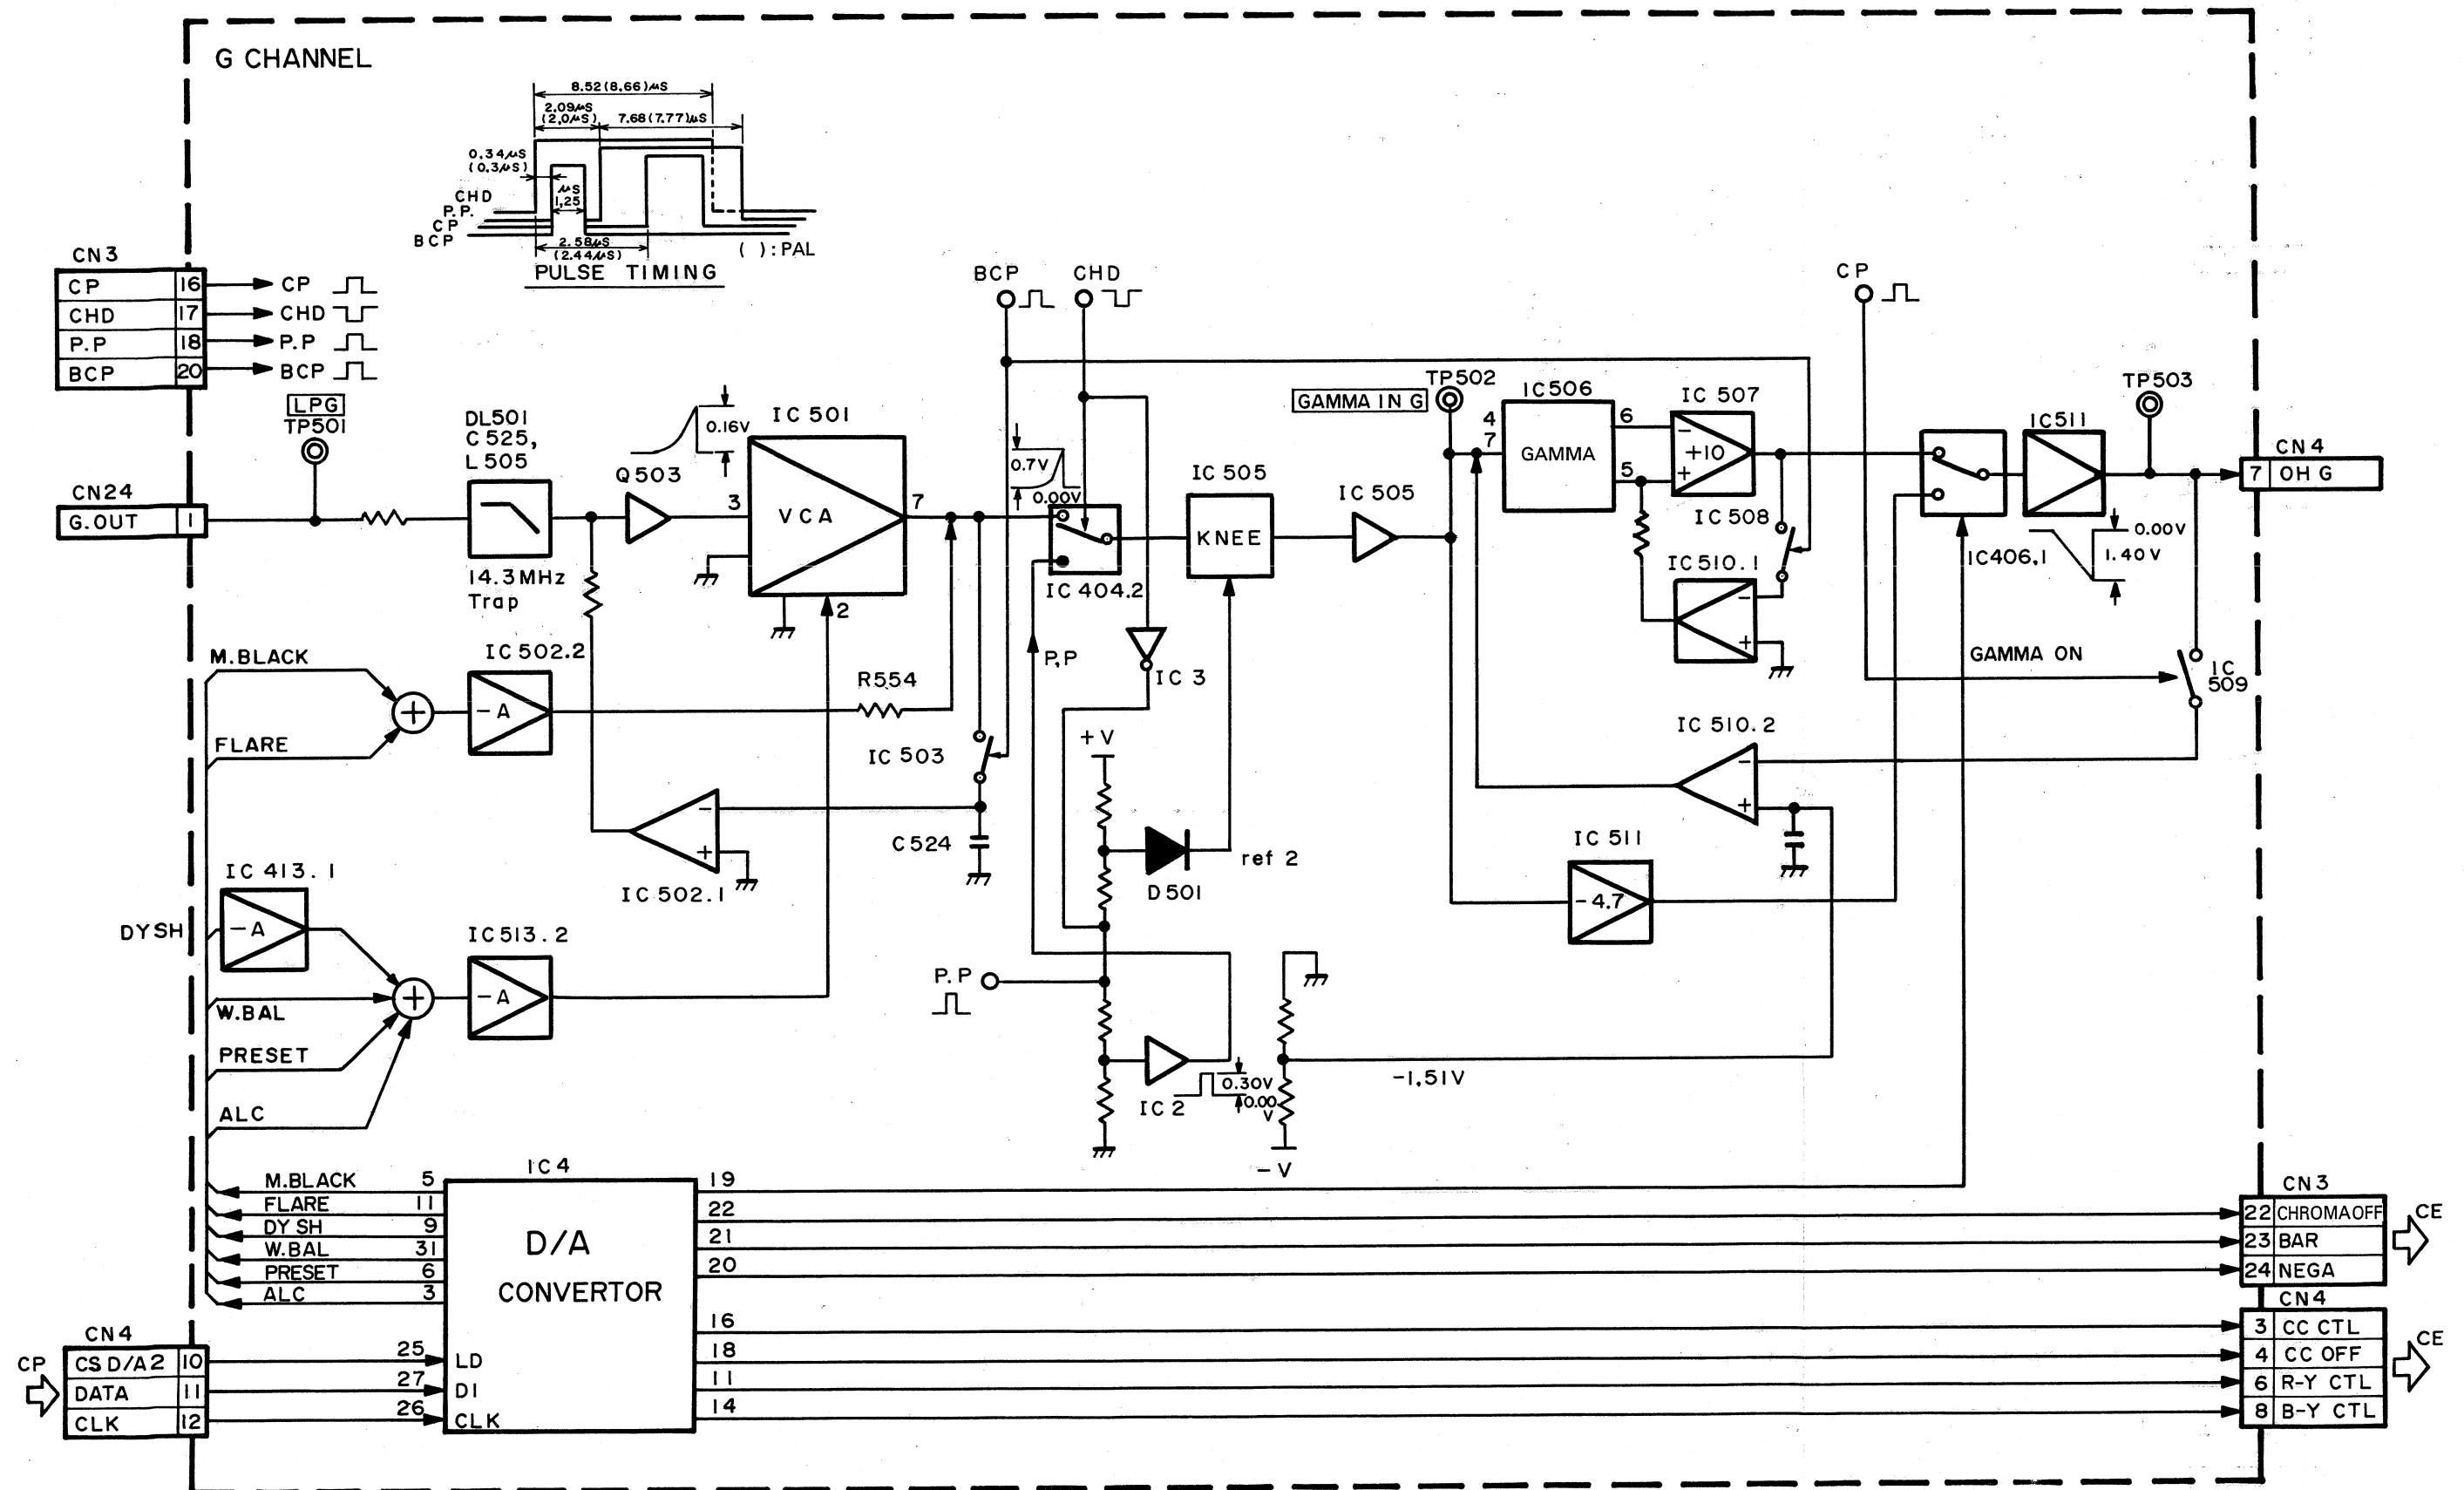 G CHANNEL
8.52(8.66)µS
2.09µS
(2,0µS)
7.68(7.77)µS
0.34µS
(0.3µS)
µS
1,25
CHD
P.P.
CP
BCP
2.58µS
(2.44µS)
( ) : PAL
PULSE TIMING
CN3
CP 16
CHD 17
P.P 18
BCP 20
CP
CHD
P.P
BCP
LPG
TP501
CN24
G.OUT 1
DL501
C525,
L505
14.3MHz
Trap
Q503
0.16V
IC501
3
VCA
7
2
BCP
CHD
0.7V
0.00V
IC404.2
P,P
IC3
IC505
KNEE
IC505
GAMMA IN G
TP502
4
7
IC506
GAMMA
6
5
IC507
−
+10
+
IC508
IC510.1
−
+
CP
IC406,1
IC511
0.00V
1.40V
TP503
CN4
7 OH G
GAMMA ON
IC
509
M.BLACK
FLARE
+
IC502.2
−A
R554
IC503
C524
−
+
IC502.1
+V
D501
ref 2
IC510.2
−
+
IC511
−4.7
IC413.1
DYSH
−A
W.BAL
PRESET
ALC
+
IC513.2
−A
P.P
IC2
0.30V
0.00
V
−1,51V
−V
IC4
D/A
CONVERTOR
M.BLACK 5
FLARE 11
DYSH 9
W.BAL 31
PRESET 6
ALC 3
19
22
21
20
16
18
11
14
CN4
CP
CSD/A2 10
DATA 11
CLK 12
25 LD
27 DI
26 CLK
CN3
22 CHROMAOFF
23 BAR
24 NEGA
CE
CN4
3 CC CTL
4 CC OFF
6 R-Y CTL
8 B-Y CTL
CE